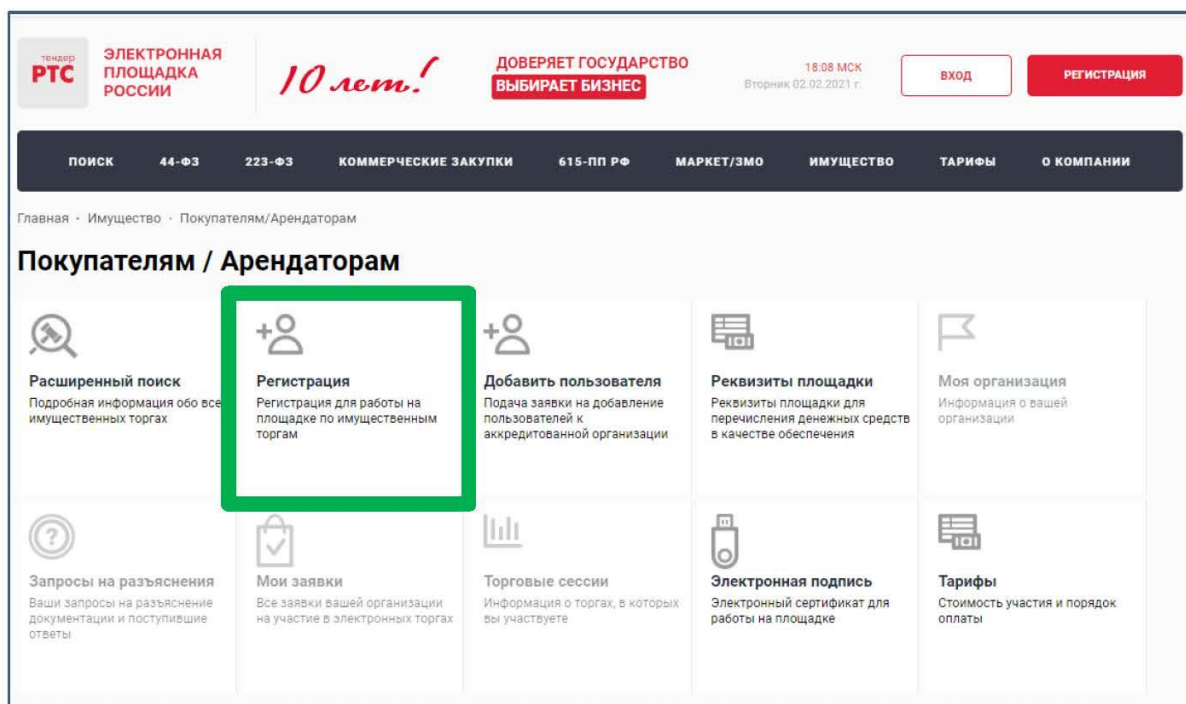 тендер
РТС
ЭЛЕКТРОННАЯ
ПЛОЩАДКА
РОССИИ
10 лет!
ДОВЕРЯЕТ ГОСУДАРСТВО
ВЫБИРАЕТ БИЗНЕС
18:08 МСК
Вторник 02.02.2021 г.
ВХОД
РЕГИСТРАЦИЯ
ПОИСК 44-ФЗ 223-ФЗ КОММЕРЧЕСКИЕ ЗАКУПКИ 615-ПП РФ МАРКЕТ/ЗМО ИМУЩЕСТВО ТАРИФЫ О КОМПАНИИ
Главная · Имущество · Покупателям/Арендаторам
Покупателям / Арендаторам
Расширенный поиск
Подробная информация обо все
имущественных торгах
Регистрация
Регистрация для работы на
площадке по имущественным
торгам
Добавить пользователя
Подача заявки на добавление
пользователей к
аккредитованной организации
Реквизиты площадки
Реквизиты площадки для
перечисления денежных средств
в качестве обеспечения
Моя организация
Информация о вашей
организации
Запросы на разъяснения
Ваши запросы на разъяснение
документации и поступившие
ответы
Мои заявки
Все заявки вашей организации
на участие в электронных торгах
Торговые сессии
Информация о торгах, в которых
вы участвуете
Электронная подпись
Электронный сертификат для
работы на площадке
Тарифы
Стоимость участия и порядок
оплаты